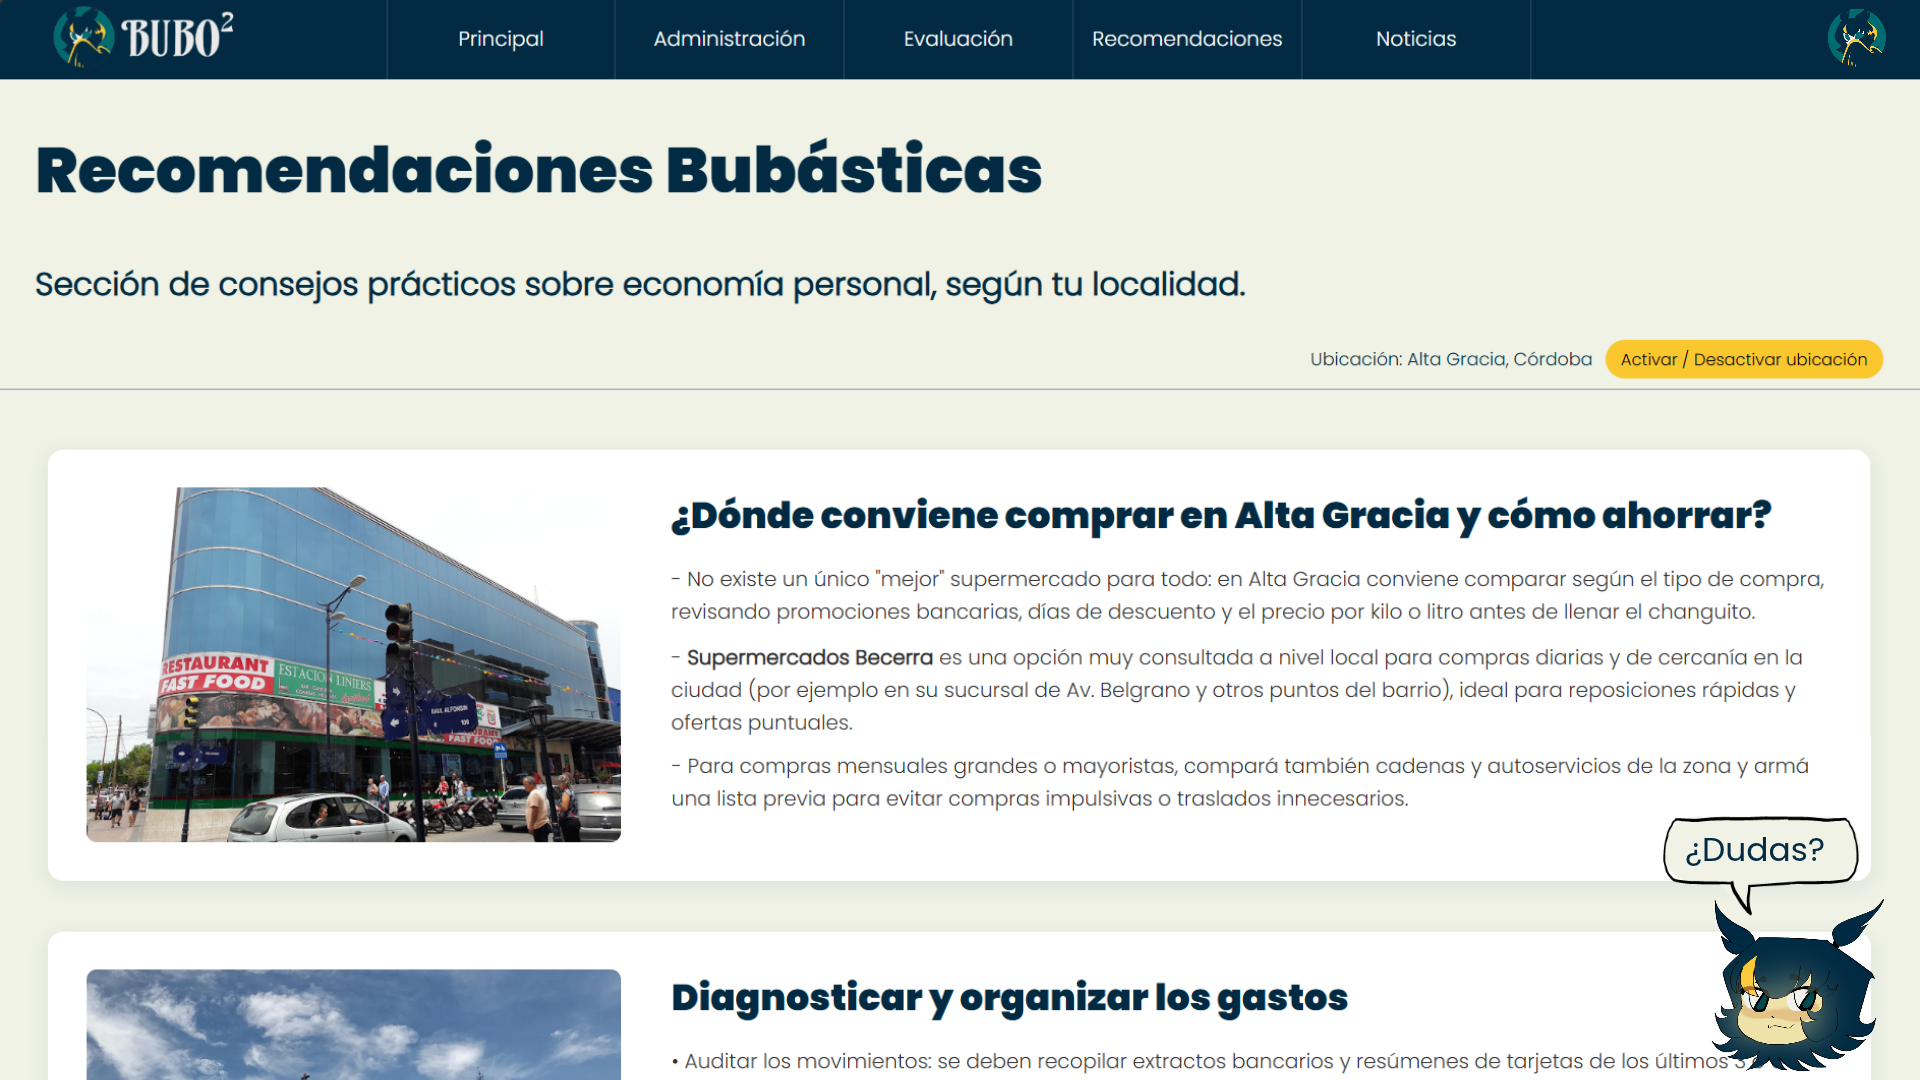 BUBO²
Principal
Administración
Evaluación
Recomendaciones
Noticias
Recomendaciones Bubásticas
Sección de consejos prácticos sobre economía personal, según tu localidad.
Ubicación: Alta Gracia, Córdoba
Activar / Desactivar ubicación
RESTAURANT
FAST FOOD
ESTACION LINIERS
RAUL ALFONSIN
FAST FOOD
¿Dónde conviene comprar en Alta Gracia y cómo ahorrar?
- No existe un único "mejor" supermercado para todo: en Alta Gracia conviene comparar según el tipo de compra,
revisando promociones bancarias, días de descuento y el precio por kilo o litro antes de llenar el changuito.
- Supermercados Becerra es una opción muy consultada a nivel local para compras diarias y de cercanía en la
ciudad (por ejemplo en su sucursal de Av. Belgrano y otros puntos del barrio), ideal para reposiciones rápidas y
ofertas puntuales.
- Para compras mensuales grandes o mayoristas, compará también cadenas y autoservicios de la zona y armá
una lista previa para evitar compras impulsivas o traslados innecesarios.
¿Dudas?
Diagnosticar y organizar los gastos
• Auditar los movimientos: se deben recopilar extractos bancarios y resúmenes de tarjetas de los últimos 3